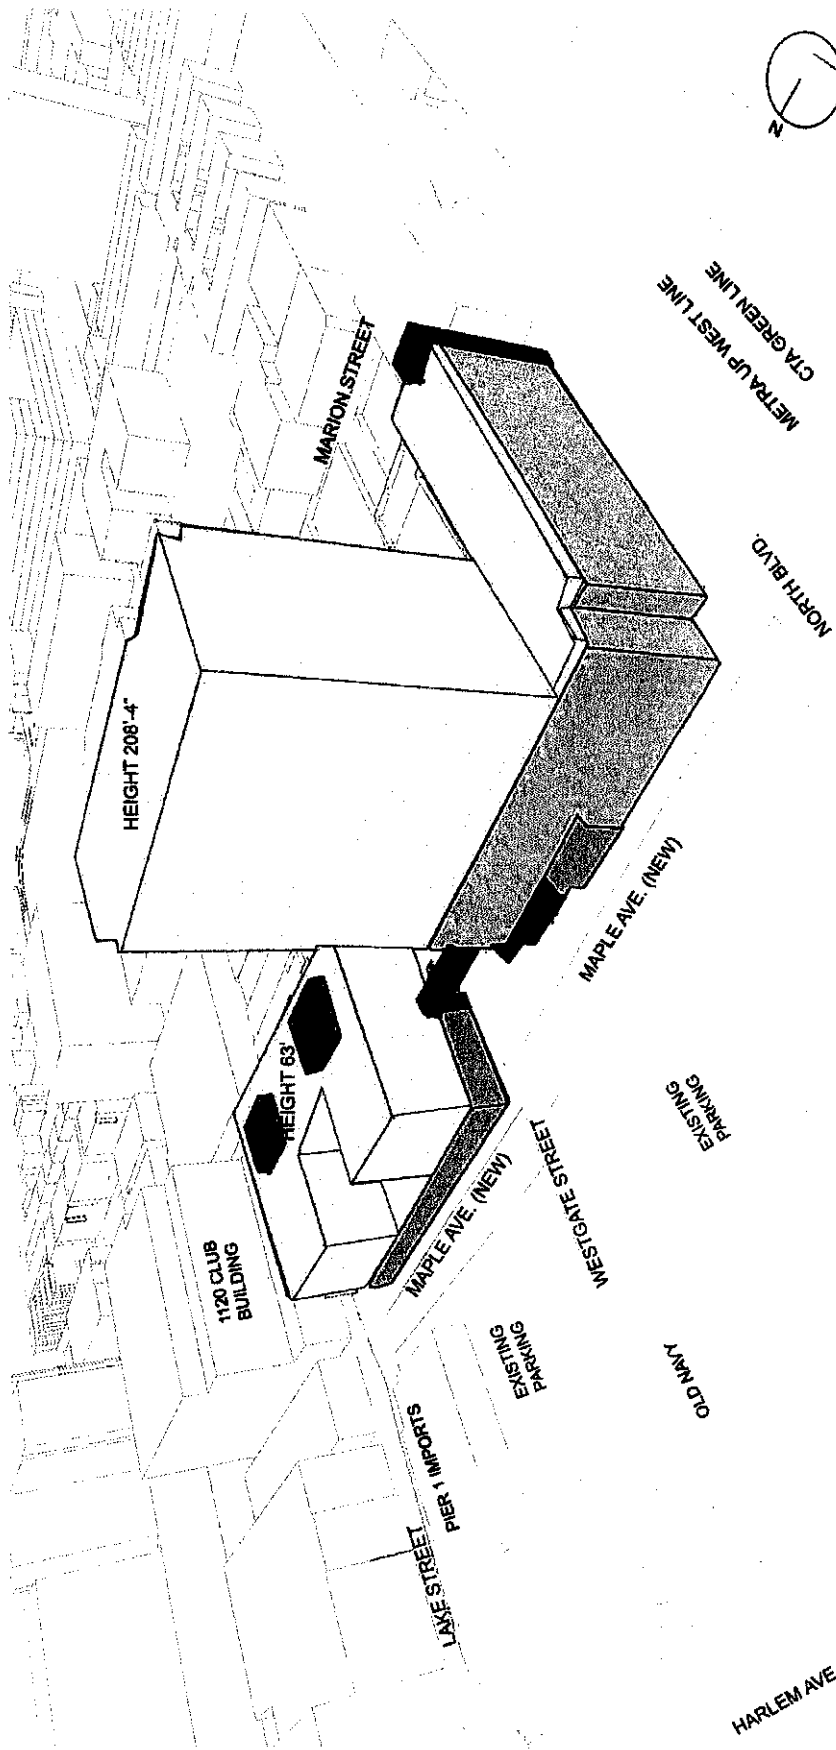 N
CTA GREEN LINE
METRA UP WEST LINE
MARION STREET
NORTH BLVD.
HEIGHT 208'-4"
MAPLE AVE. (NEW)
HEIGHT 63'
EXISTING
PARKING
WESTGATE STREET
MAPLE AVE. (NEW)
1120 CLUB
BUILDING
EXISTING
PARKING
OLD NAVY
PIER 1 IMPORTS
LAKE STREET
HARLEM AVE